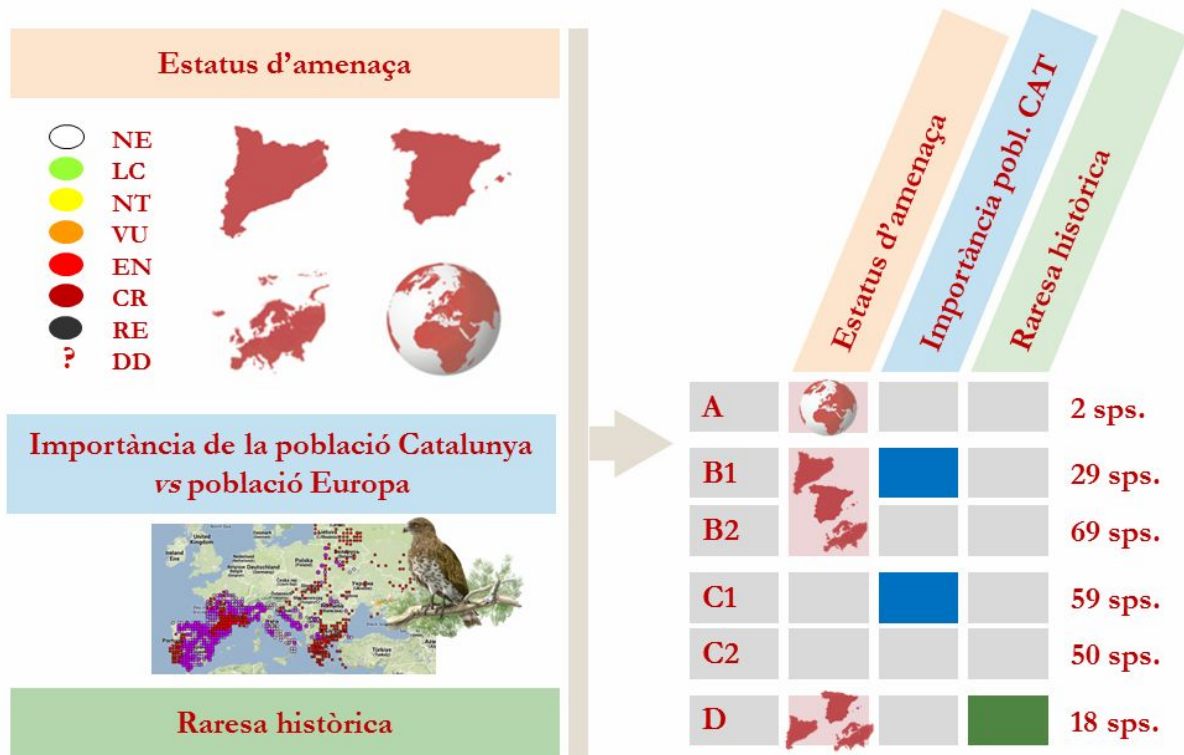 Estatus d'amenaça
NE
LC
NT
VU
EN
CR
RE
? DD
Importància de la població Catalunya
vs població Europa
Raresa històrica
Estatus d'amenaça
Importància pobl. CAT
Raresa històrica
A 2 sps.
B1 29 sps.
B2 69 sps.
C1 59 sps.
C2 50 sps.
D 18 sps.